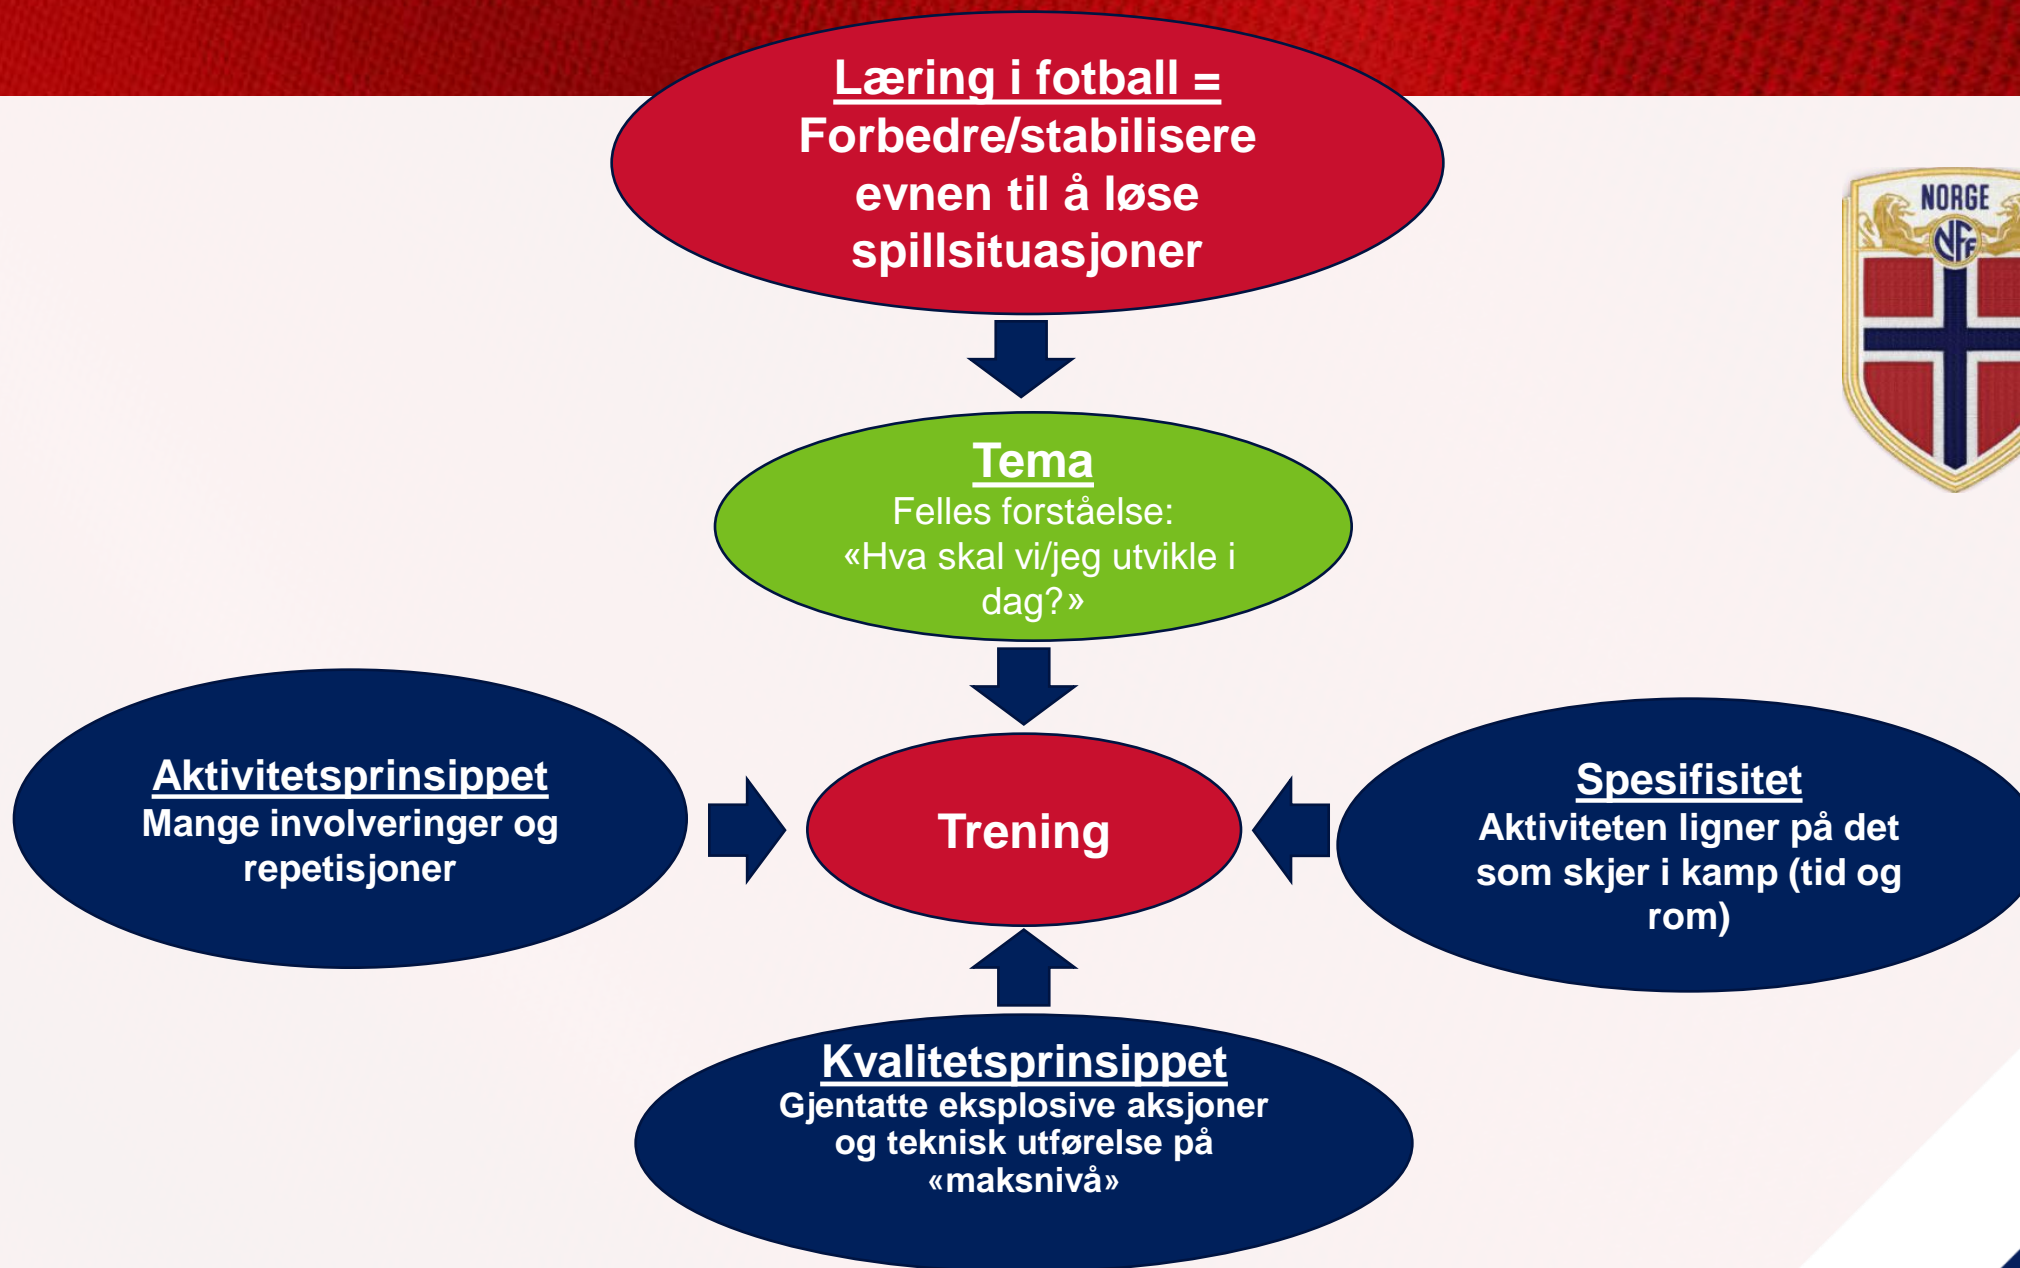 Læring i fotball =
Forbedre/stabilisere
evnen til å løse
spillsituasjoner
NORGE
NFF
Tema
Felles forståelse:
«Hva skal vi/jeg utvikle i
dag?»
Aktivitetsprinsippet
Mange involveringer og
repetisjoner
Trening
Spesifisitet
Aktiviteten ligner på det
som skjer i kamp (tid og
rom)
Kvalitetsprinsippet
Gjentatte eksplosive aksjoner
og teknisk utførelse på
«maksnivå»